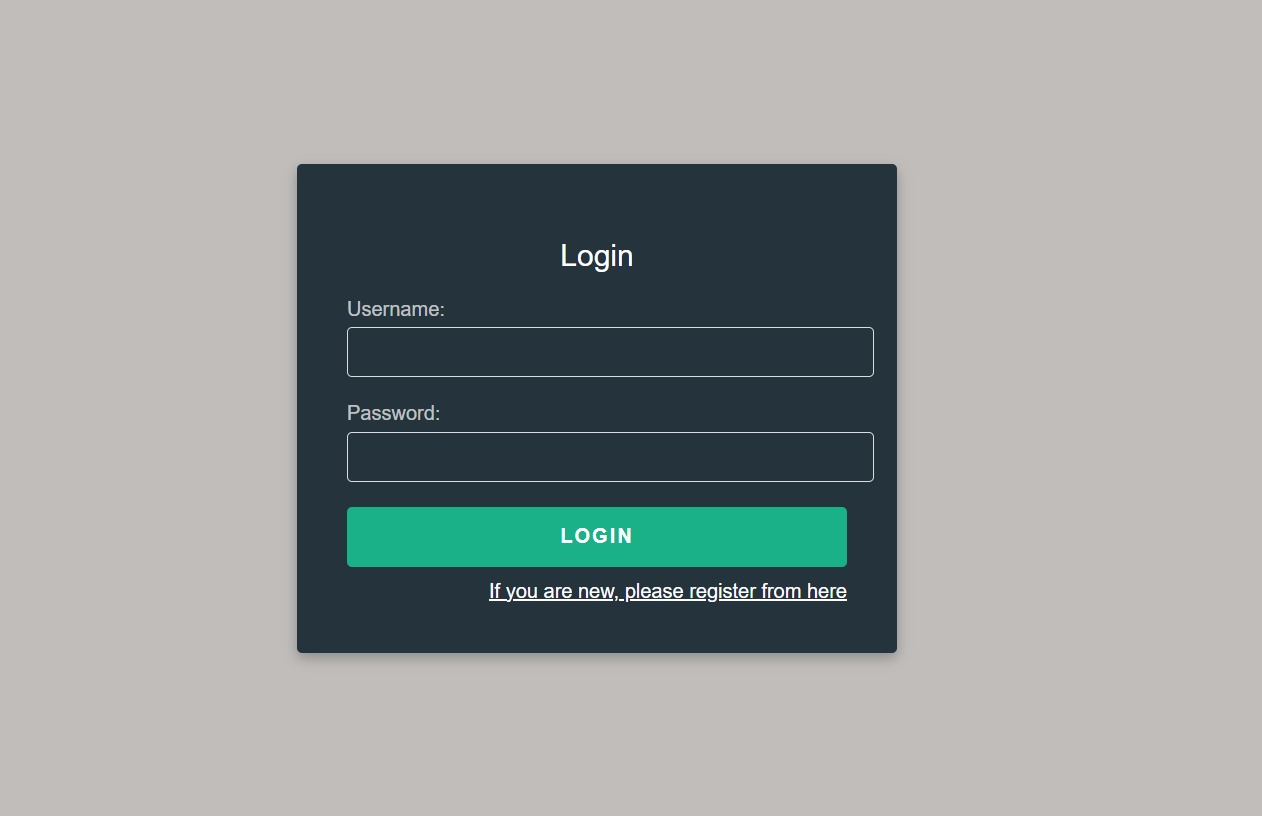 Login
Username:
Password:
LOGIN
If you are new, please register from here